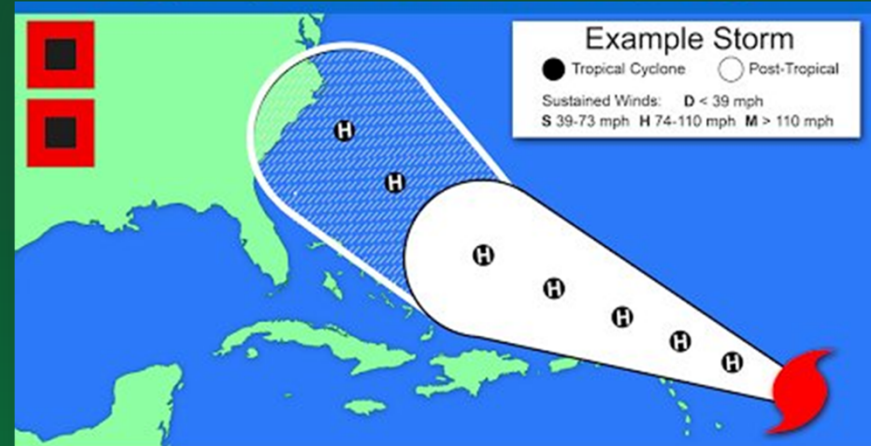 Example Storm
Tropical Cyclone Post-Tropical
Sustained Winds: D < 39 mph
S 39-73 mph H 74-110 mph M > 110 mph
H
H
H
H
H
H
H